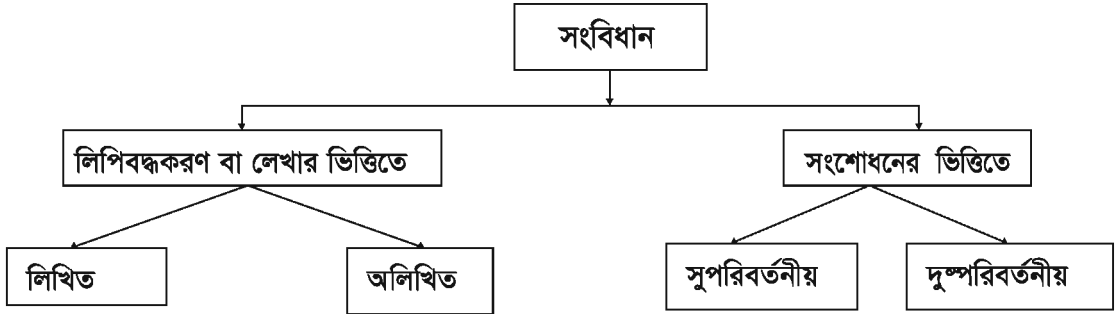 সংবিধান
লিপিবদ্ধকরণ বা লেখার ভিত্তিতে
সংশোধনের ভিত্তিতে
লিখিত
অলিখিত
সুপরিবর্তনীয়
দুষ্পরিবর্তনীয়